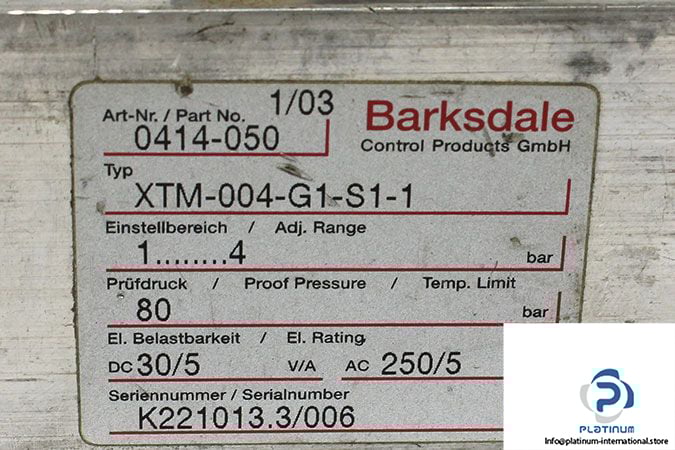 1/03
Art-Nr. / Part No.
0414-050
Barksdale
Control Products GmbH
Typ
XTM-004-G1-S1-1
Einstellbereich / Adj. Range
1........4 bar
Prüfdruck / Proof Pressure / Temp. Limit
80 bar
El. Belastbarkeit / El. Rating
DC 30/5 V/A AC 250/5
Seriennummer / Serialnumber
K221013.3/006
PLATINUM
Info@platinum-international.store